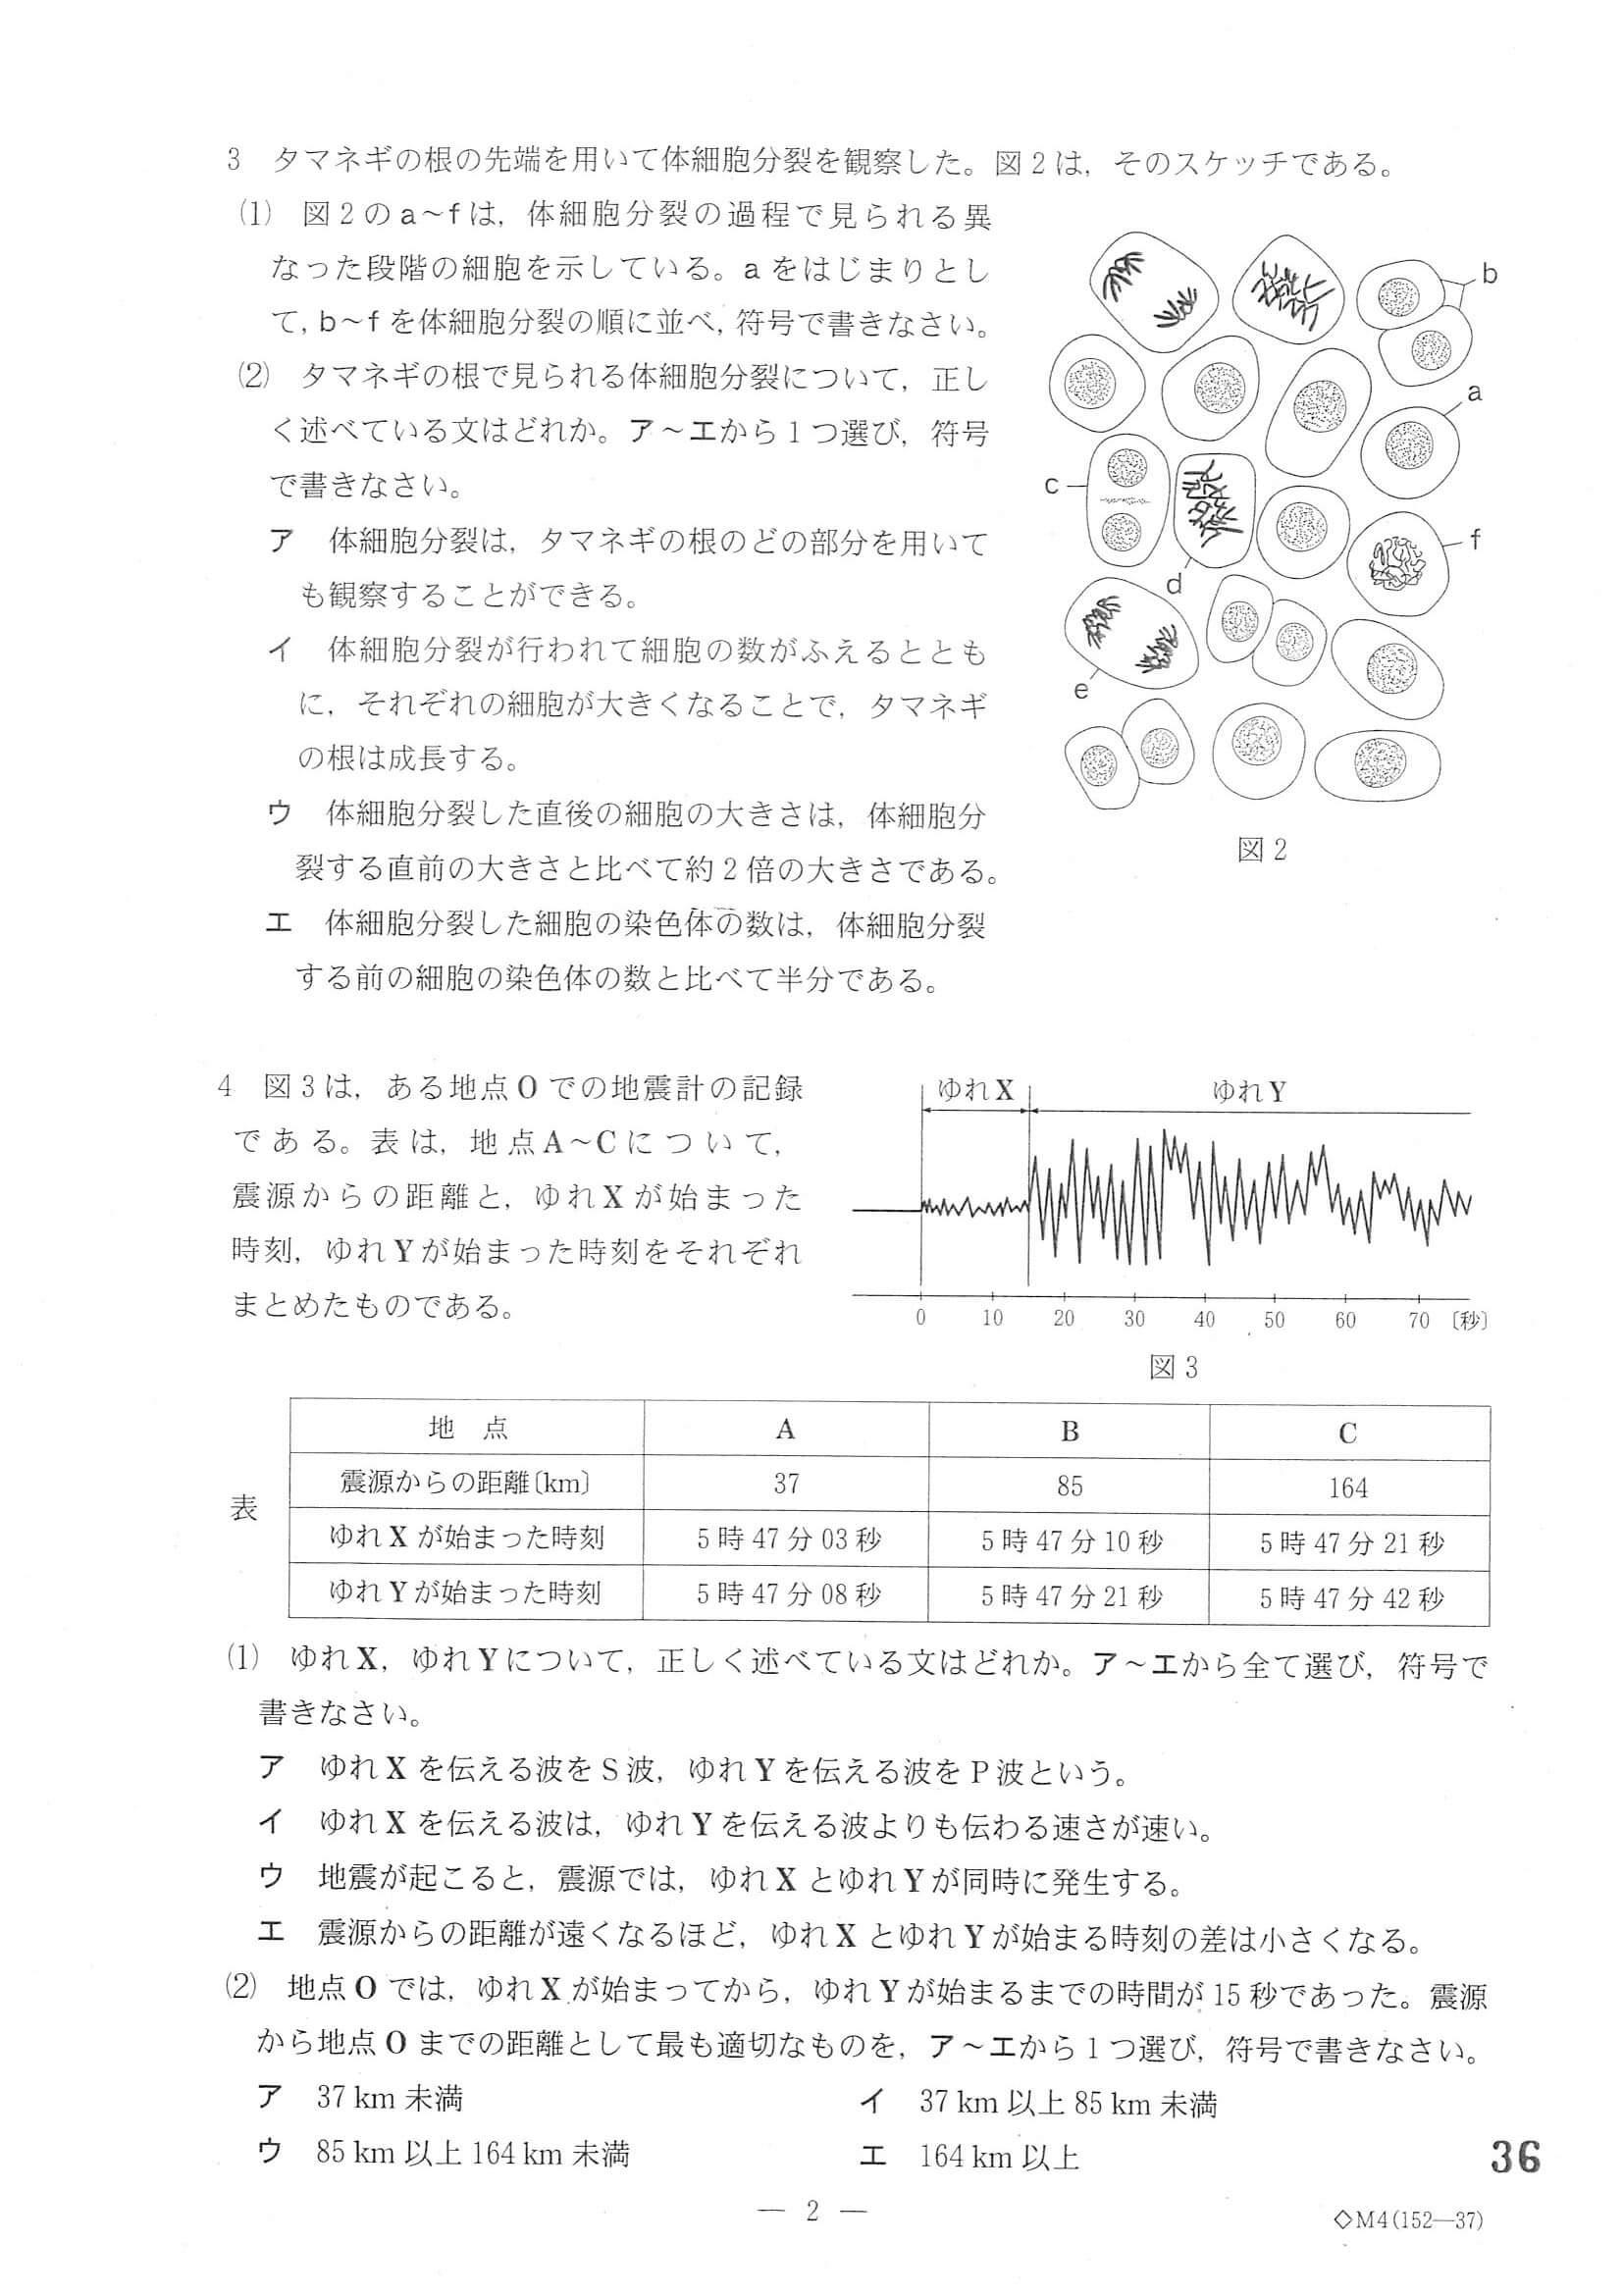 3 タマネギの根の先端を用いて体細胞分裂を観察した。図2は，そのスケッチである。
(1) 図2のa～fは，体細胞分裂の過程で見られる異
なった段階の細胞を示している。aをはじまりとし
て，b～fを体細胞分裂の順に並べ，符号で書きなさい。
(2) タマネギの根で見られる体細胞分裂について，正し
く述べている文はどれか。ア～エから1つ選び，符号
で書きなさい。
ア 体細胞分裂は，タマネギの根のどの部分を用いて
も観察することができる。
イ 体細胞分裂が行われて細胞の数がふえるととも
に，それぞれの細胞が大きくなることで，タマネギ
の根は成長する。
ウ 体細胞分裂した直後の細胞の大きさは，体細胞分
裂する直前の大きさと比べて約2倍の大きさである。
エ 体細胞分裂した細胞の染色体の数は，体細胞分裂
する前の細胞の染色体の数と比べて半分である。
b
a
c
f
d
e
図2
4 図3は，ある地点Oでの地震計の記録
である。表は，地点A～Cについて，
震源からの距離と，ゆれXが始まった
時刻，ゆれYが始まった時刻をそれぞれ
まとめたものである。
ゆれX ゆれY
0 10 20 30 40 50 60 70 〔秒〕
図3
表
地 点 A B C
震源からの距離〔km〕 37 85 164
ゆれXが始まった時刻 5時47分03秒 5時47分10秒 5時47分21秒
ゆれYが始まった時刻 5時47分08秒 5時47分21秒 5時47分42秒
(1) ゆれX，ゆれYについて，正しく述べている文はどれか。ア～エから全て選び，符号で
書きなさい。
ア ゆれXを伝える波をS波，ゆれYを伝える波をP波という。
イ ゆれXを伝える波は，ゆれYを伝える波よりも伝わる速さが速い。
ウ 地震が起こると，震源では，ゆれXとゆれYが同時に発生する。
エ 震源からの距離が遠くなるほど，ゆれXとゆれYが始まる時刻の差は小さくなる。
(2) 地点Oでは，ゆれXが始まってから，ゆれYが始まるまでの時間が15秒であった。震源
から地点Oまでの距離として最も適切なものを，ア～エから1つ選び，符号で書きなさい。
ア 37km未満 イ 37km以上85km未満
ウ 85km以上164km未満 エ 164km以上
36
― 2 ―
◇M4(152―37)